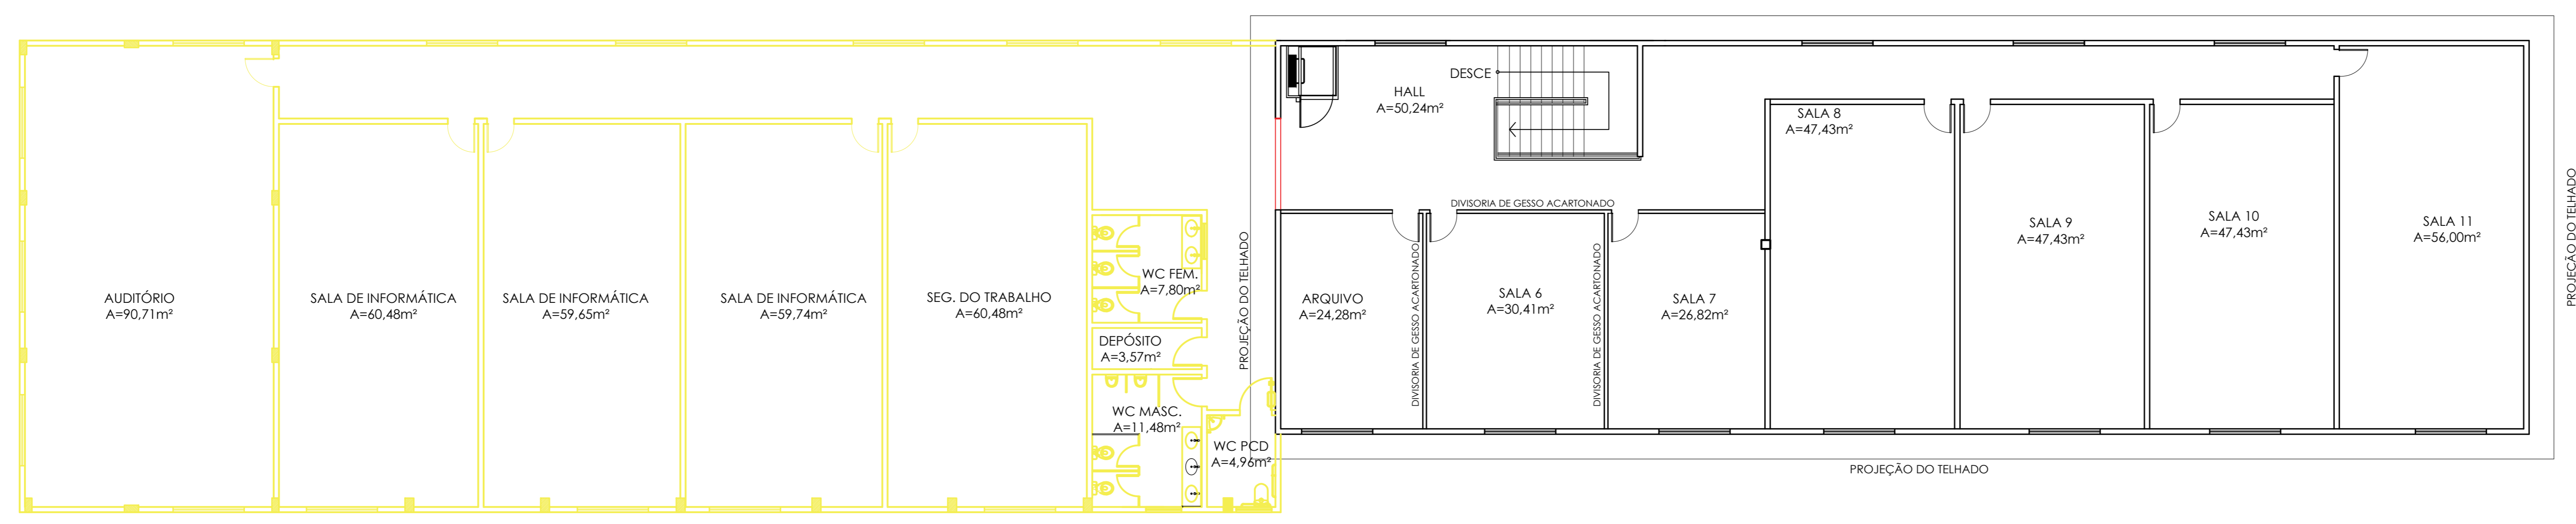 AUDITÓRIO
A=90,71m²
SALA DE INFORMÁTICA
A=60,48m²
SALA DE INFORMÁTICA
A=59,65m²
SALA DE INFORMÁTICA
A=59,74m²
SEG. DO TRABALHO
A=60,48m²
WC FEM.
A=7,80m²
DEPÓSITO
A=3,57m²
WC MASC.
A=11,48m²
WC PCD
A=4,96m²
PROJEÇÃO DO TELHADO
HALL
A=50,24m²
DESCE
DIVISORIA DE GESSO ACARTONADO
ARQUIVO
A=24,28m²
DIVISORIA DE GESSO ACARTONADO
SALA 6
A=30,41m²
DIVISORIA DE GESSO ACARTONADO
SALA 7
A=26,82m²
SALA 8
A=47,43m²
SALA 9
A=47,43m²
SALA 10
A=47,43m²
SALA 11
A=56,00m²
PROJEÇÃO DO TELHADO
PROJEÇÃO DO TELHADO